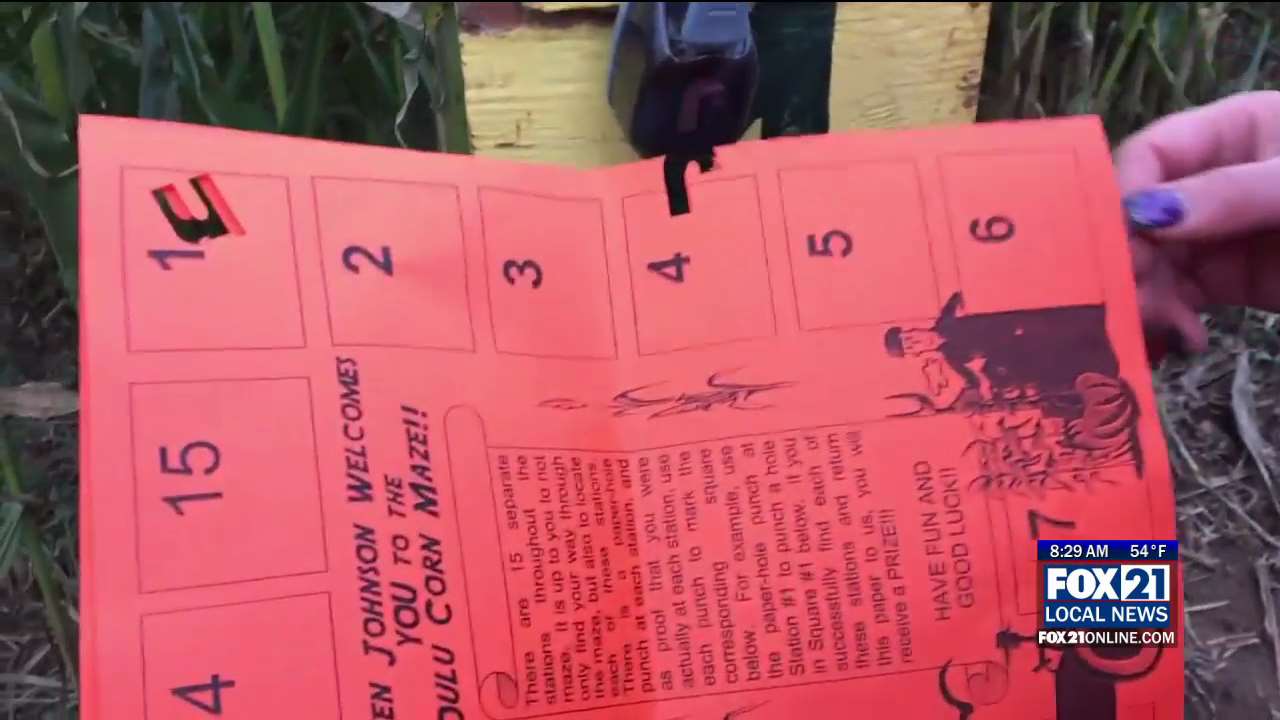 1
2
3
4
5
6
15
4
7
EN JOHNSON WELCOMES
YOU TO THE
OULU CORN MAZE!!
There are 15 separate
stations throughout the
maze. It is up to you to not
only find your way through
the maze, but also to locate
each of these stations.
There is a paper-hole
punch at each station, and
as proof that you were
actually at each station, use
each punch to mark the
corresponding square
below. For example, use
the paper-hole punch at
Station #1 to punch a hole
in Square #1 below. If you
successfully find each of
these stations and return
this paper to us, you will
receive a PRIZE!!!
HAVE FUN AND
GOOD LUCK!!
8:29 AM 54°F
FOX 21
LOCAL NEWS
FOX21ONLINE.COM